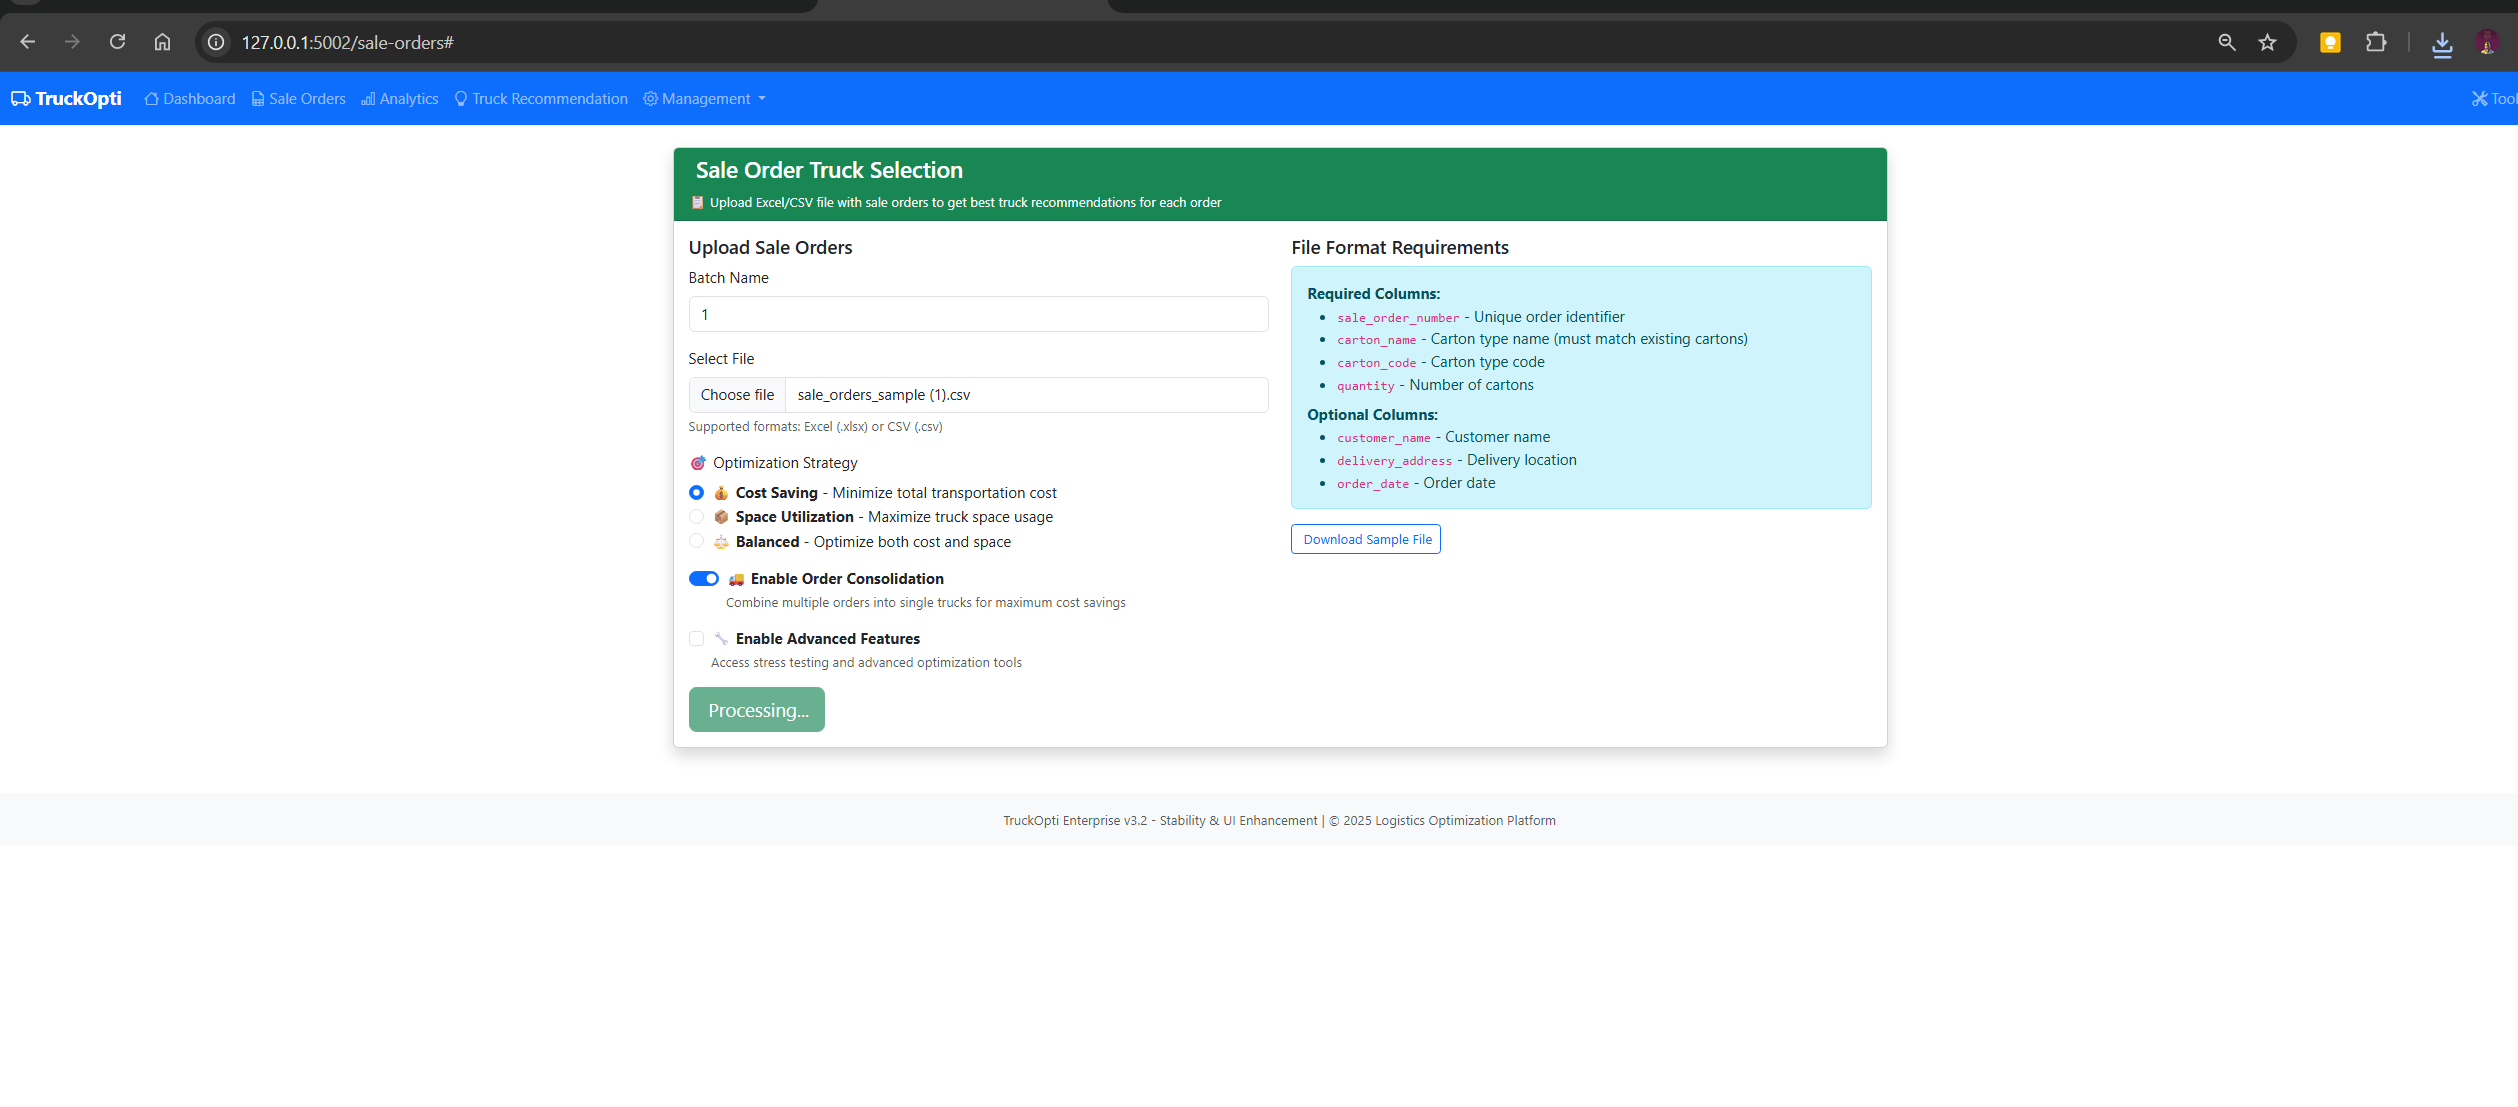 127.0.0.1:5002/sale-orders#
TruckOpti Dashboard Sale Orders Analytics Truck Recommendation Management
Sale Order Truck Selection
Upload Excel/CSV file with sale orders to get best truck recommendations for each order
Upload Sale Orders
Batch Name
1
Select File
Choose file sale_orders_sample (1).csv
Supported formats: Excel (.xlsx) or CSV (.csv)
Optimization Strategy
Cost Saving - Minimize total transportation cost
Space Utilization - Maximize truck space usage
Balanced - Optimize both cost and space
Enable Order Consolidation
Combine multiple orders into single trucks for maximum cost savings
Enable Advanced Features
Access stress testing and advanced optimization tools
Processing...
File Format Requirements
Required Columns:
sale_order_number - Unique order identifier
carton_name - Carton type name (must match existing cartons)
carton_code - Carton type code
quantity - Number of cartons
Optional Columns:
customer_name - Customer name
delivery_address - Delivery location
order_date - Order date
Download Sample File
TruckOpti Enterprise v3.2 - Stability & UI Enhancement | © 2025 Logistics Optimization Platform